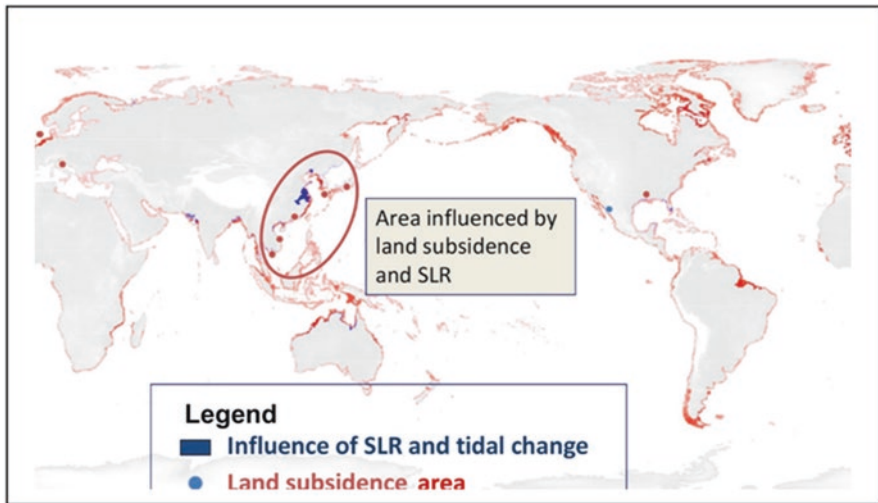 Area influenced by
land subsidence
and SLR
Legend
Influence of SLR and tidal change
Land subsidence area